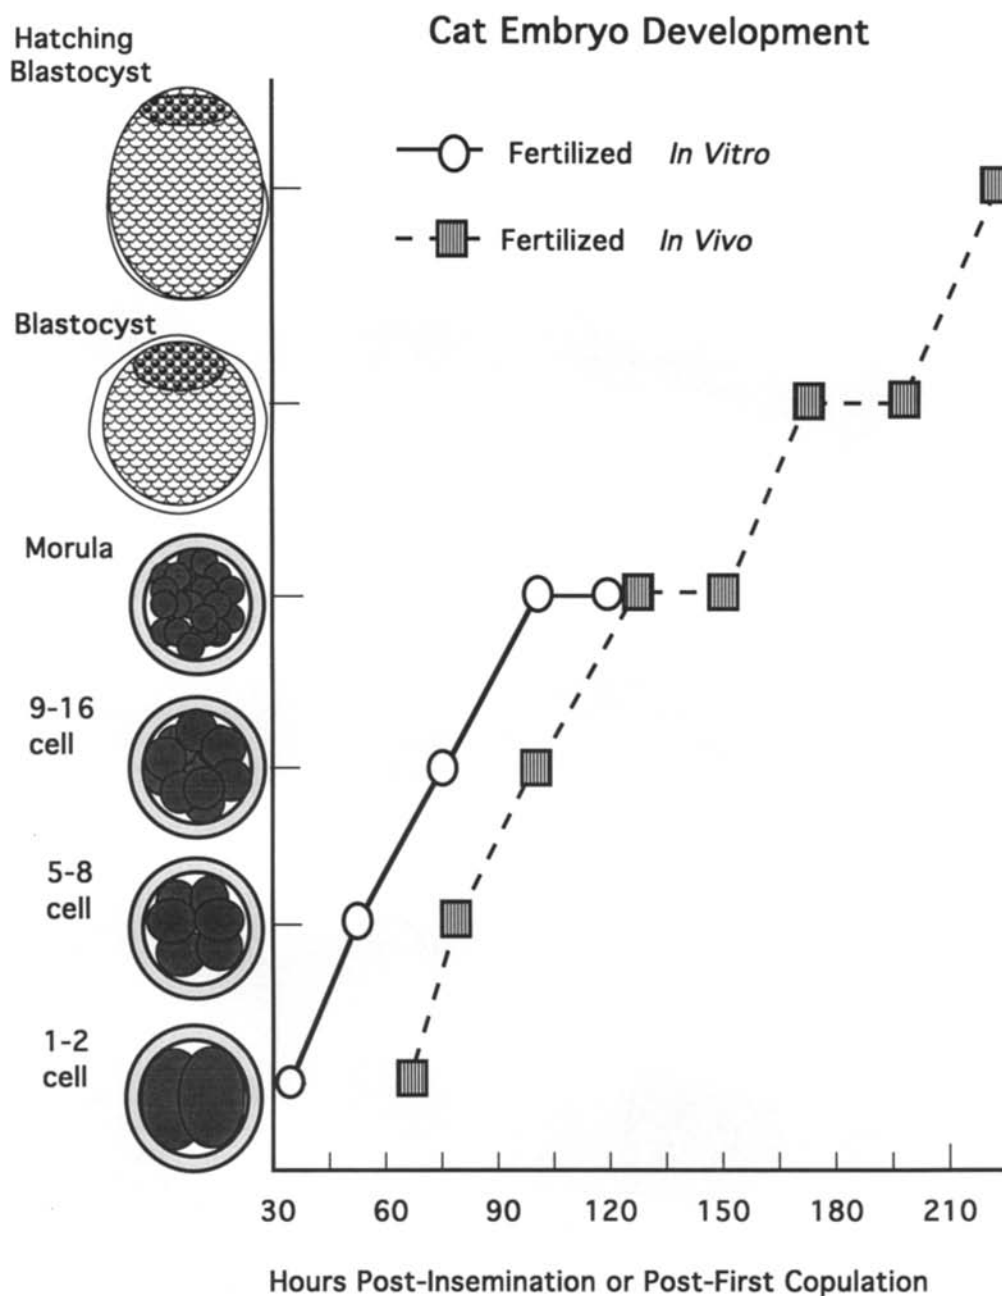 Cat Embryo Development
Hatching
Blastocyst
Fertilized In Vitro
Fertilized In Vivo
Blastocyst
Morula
9-16
cell
5-8
cell
1-2
cell
30 60 90 120 150 180 210
Hours Post-Insemination or Post-First Copulation